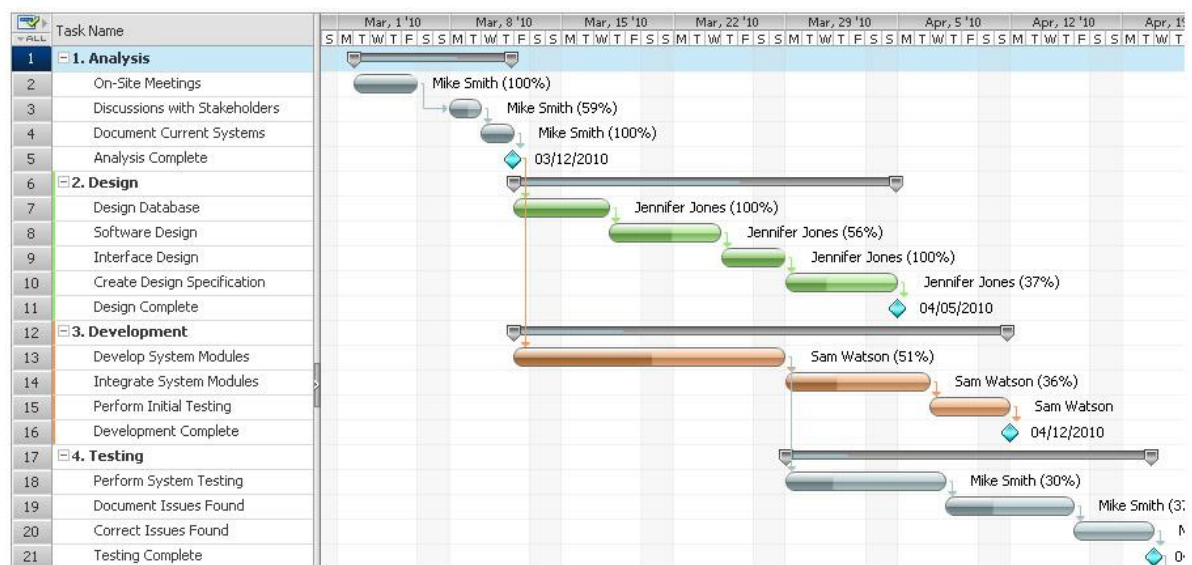 Task Name
ALL
Mar, 1 '10 Mar, 8 '10 Mar, 15 '10 Mar, 22 '10 Mar, 29 '10 Apr, 5 '10 Apr, 12 '10 Apr,
S M T W T F S S M T W T F S S M T W T F S S M T W T F S S M T W T F S S M T W T F S S M T W T F S S M T W T
1 1. Analysis
2 On-Site Meetings Mike Smith (100%)
3 Discussions with Stakeholders Mike Smith (59%)
4 Document Current Systems Mike Smith (100%)
5 Analysis Complete 03/12/2010
6 2. Design
7 Design Database Jennifer Jones (100%)
8 Software Design Jennifer Jones (56%)
9 Interface Design Jennifer Jones (100%)
10 Create Design Specification Jennifer Jones (37%)
11 Design Complete 04/05/2010
12 3. Development
13 Develop System Modules Sam Watson (51%)
14 Integrate System Modules Sam Watson (36%)
15 Perform Initial Testing Sam Watson
16 Development Complete 04/12/2010
17 4. Testing
18 Perform System Testing Mike Smith (30%)
19 Document Issues Found Mike Smith
20 Correct Issues Found
21 Testing Complete